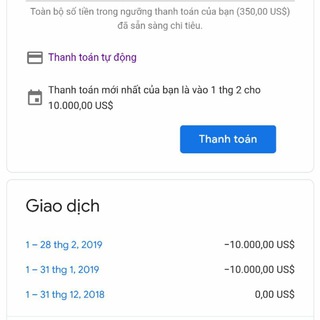 Toàn bộ số tiền trong ngưỡng thanh toán của bạn (350,00 US$)
đã sẵn sàng chi tiêu.
Thanh toán tự động
Thanh toán mới nhất của bạn là vào 1 thg 2 cho
10.000,00 US$
Thanh toán
Giao dịch
1 – 28 thg 2, 2019 −10.000,00 US$
1 – 31 thg 1, 2019 −10.000,00 US$
1 – 31 thg 12, 2018 0,00 US$